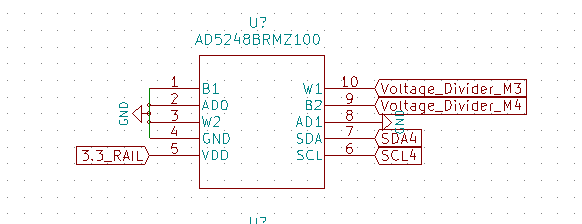 U?
AD5248BRMZ100
1 B1 W1 10 Voltage_Divider_M3
2 AD0 B2 9 Voltage_Divider_M4
GND 3 W2 AD1 8 GND
4 GND SDA 7 SDA4
3.3_RAIL 5 VDD SCL 6 SCL4
U?